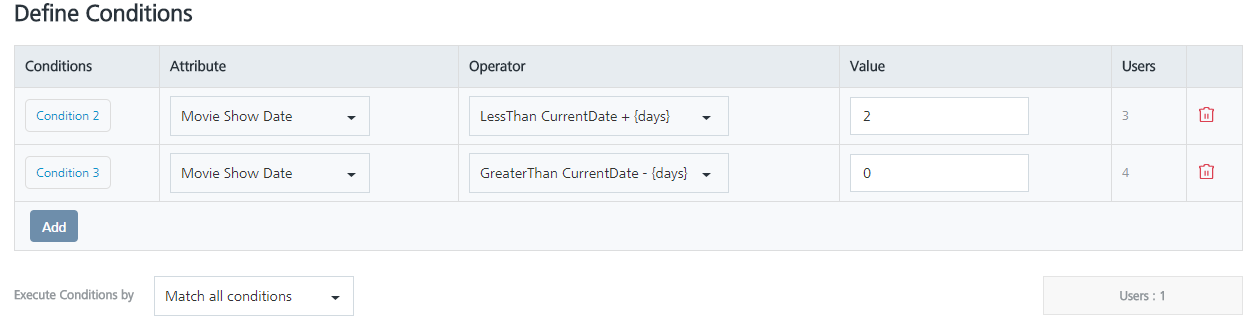 Define Conditions
Conditions Attribute Operator Value Users
Condition 2 Movie Show Date LessThan CurrentDate + {days} 2 3
Condition 3 Movie Show Date GreaterThan CurrentDate - {days} 0 4
Add
Execute Conditions by Match all conditions Users : 1